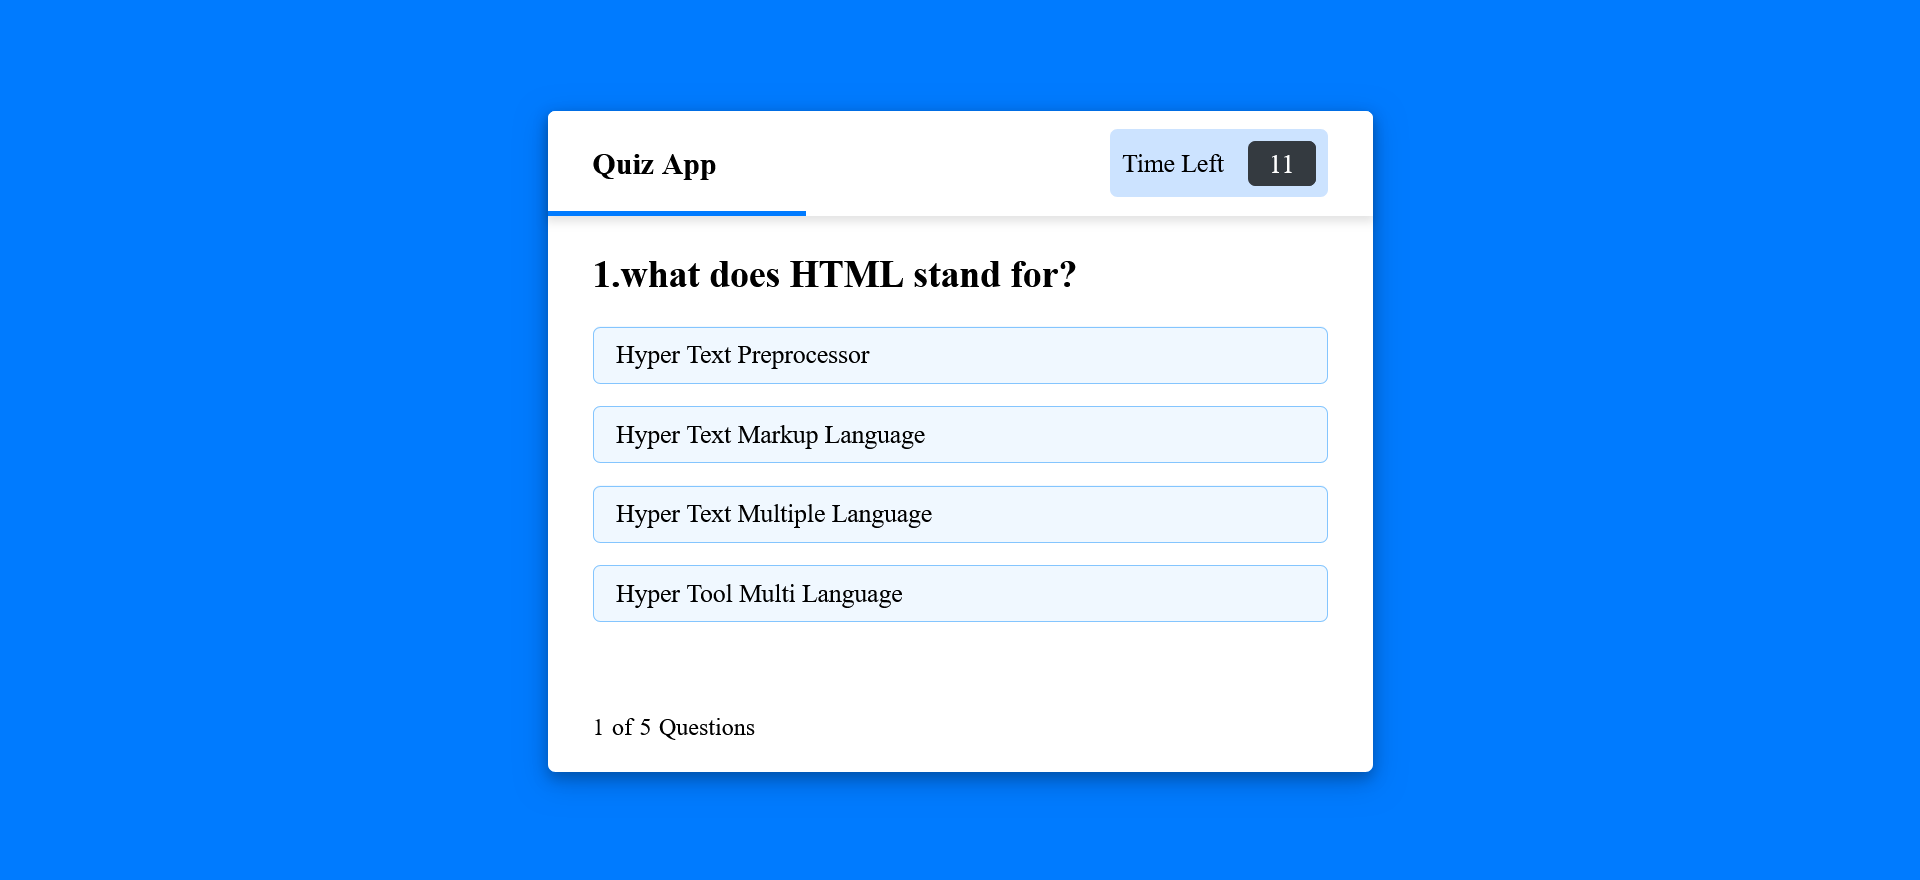 Quiz App
Time Left 11
1.what does HTML stand for?
Hyper Text Preprocessor
Hyper Text Markup Language
Hyper Text Multiple Language
Hyper Tool Multi Language
1 of 5 Questions